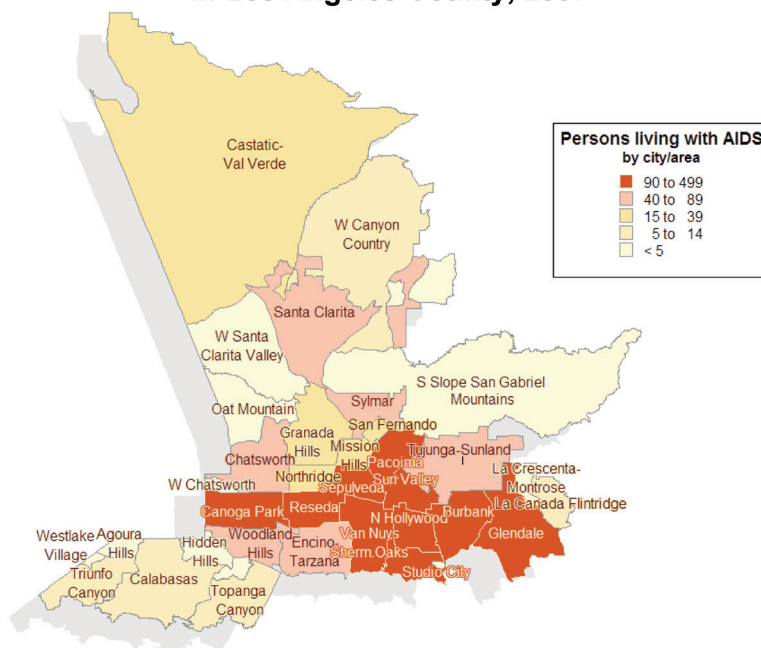 Persons living with AIDS
by city/area
90 to 499
40 to 89
15 to 39
5 to 14
< 5
Castatic-
Val Verde
W Canyon
Country
Santa Clarita
W Santa
Clarita Valley
S Slope San Gabriel
Mountains
Oat Mountain
Sylmar
San Fernando
Granada
Hills
Mission
Hills
Tujunga-Sunland
Chatsworth
Pacoima
La Crescenta-
Montrose
W Chatsworth
Northridge
Sepulveda
Sun Valley
La Canada Flintridge
Canoga Park
Reseda
N Hollywood
Burbank
Glendale
Westlake
Village
Agoura
Hills
Hidden
Hills
Woodland
Hills
Encino-
Tarzana
Van Nuys
Sherm.Oaks
Studio City
Triunfo
Canyon
Calabasas
Topanga
Canyon